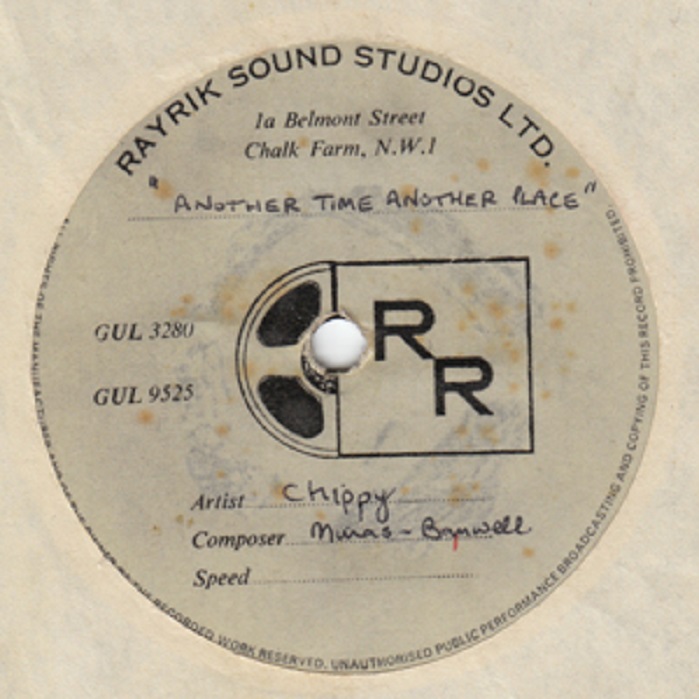 RAYRIK SOUND STUDIOS LTD.
1a Belmont Street
Chalk Farm, N.W.1
"ANOTHER TIME ANOTHER PLACE"
GUL 3280
GUL 9525
R
R
Artist Chippy
Composer
Speed
THE RECORDED WORK RESERVED. UNAUTHORISED PUBLIC PERFORMANCE BROADCASTING AND COPYING OF THIS RECORD PROHIBITED.